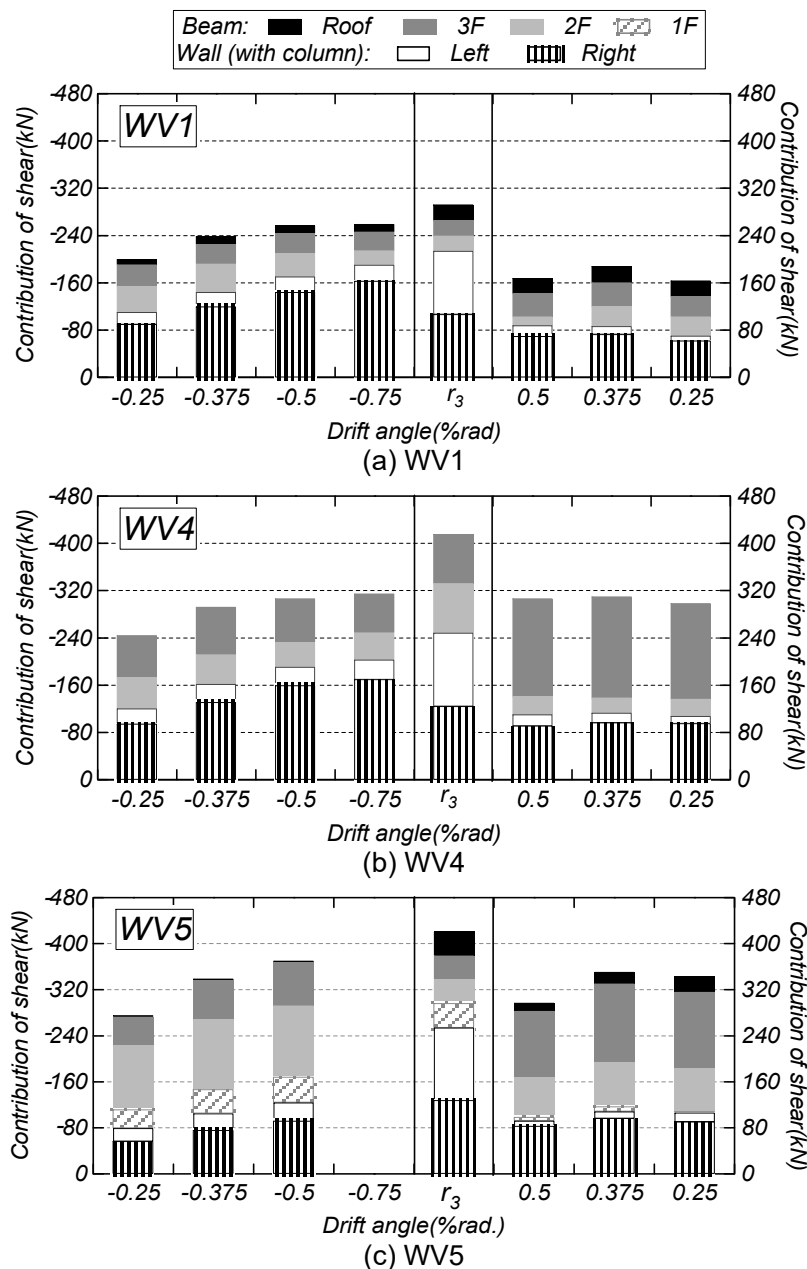 Beam: Roof 3F 2F 1F
Wall (with column): Left Right
-480 480
WV1
-400 400
-320 320
-240 240
-160 160
-80 80
0 0
Contribution of shear(kN)
Contribution of shear(kN)
-0.25 -0.375 -0.5 -0.75 r3 0.5 0.375 0.25
Drift angle(%rad)
(a) WV1
-480 480
WV4
-400 400
-320 320
-240 240
-160 160
-80 80
0 0
Contribution of shear(kN)
Contribution of shear(kN)
-0.25 -0.375 -0.5 -0.75 r3 0.5 0.375 0.25
Drift angle(%rad)
(b) WV4
-480 480
WV5
-400 400
-320 320
-240 240
-160 160
-80 80
0 0
Contribution of shear(kN)
Contribution of shear(kN)
-0.25 -0.375 -0.5 -0.75 r3 0.5 0.375 0.25
Drift angle(%rad.)
(c) WV5